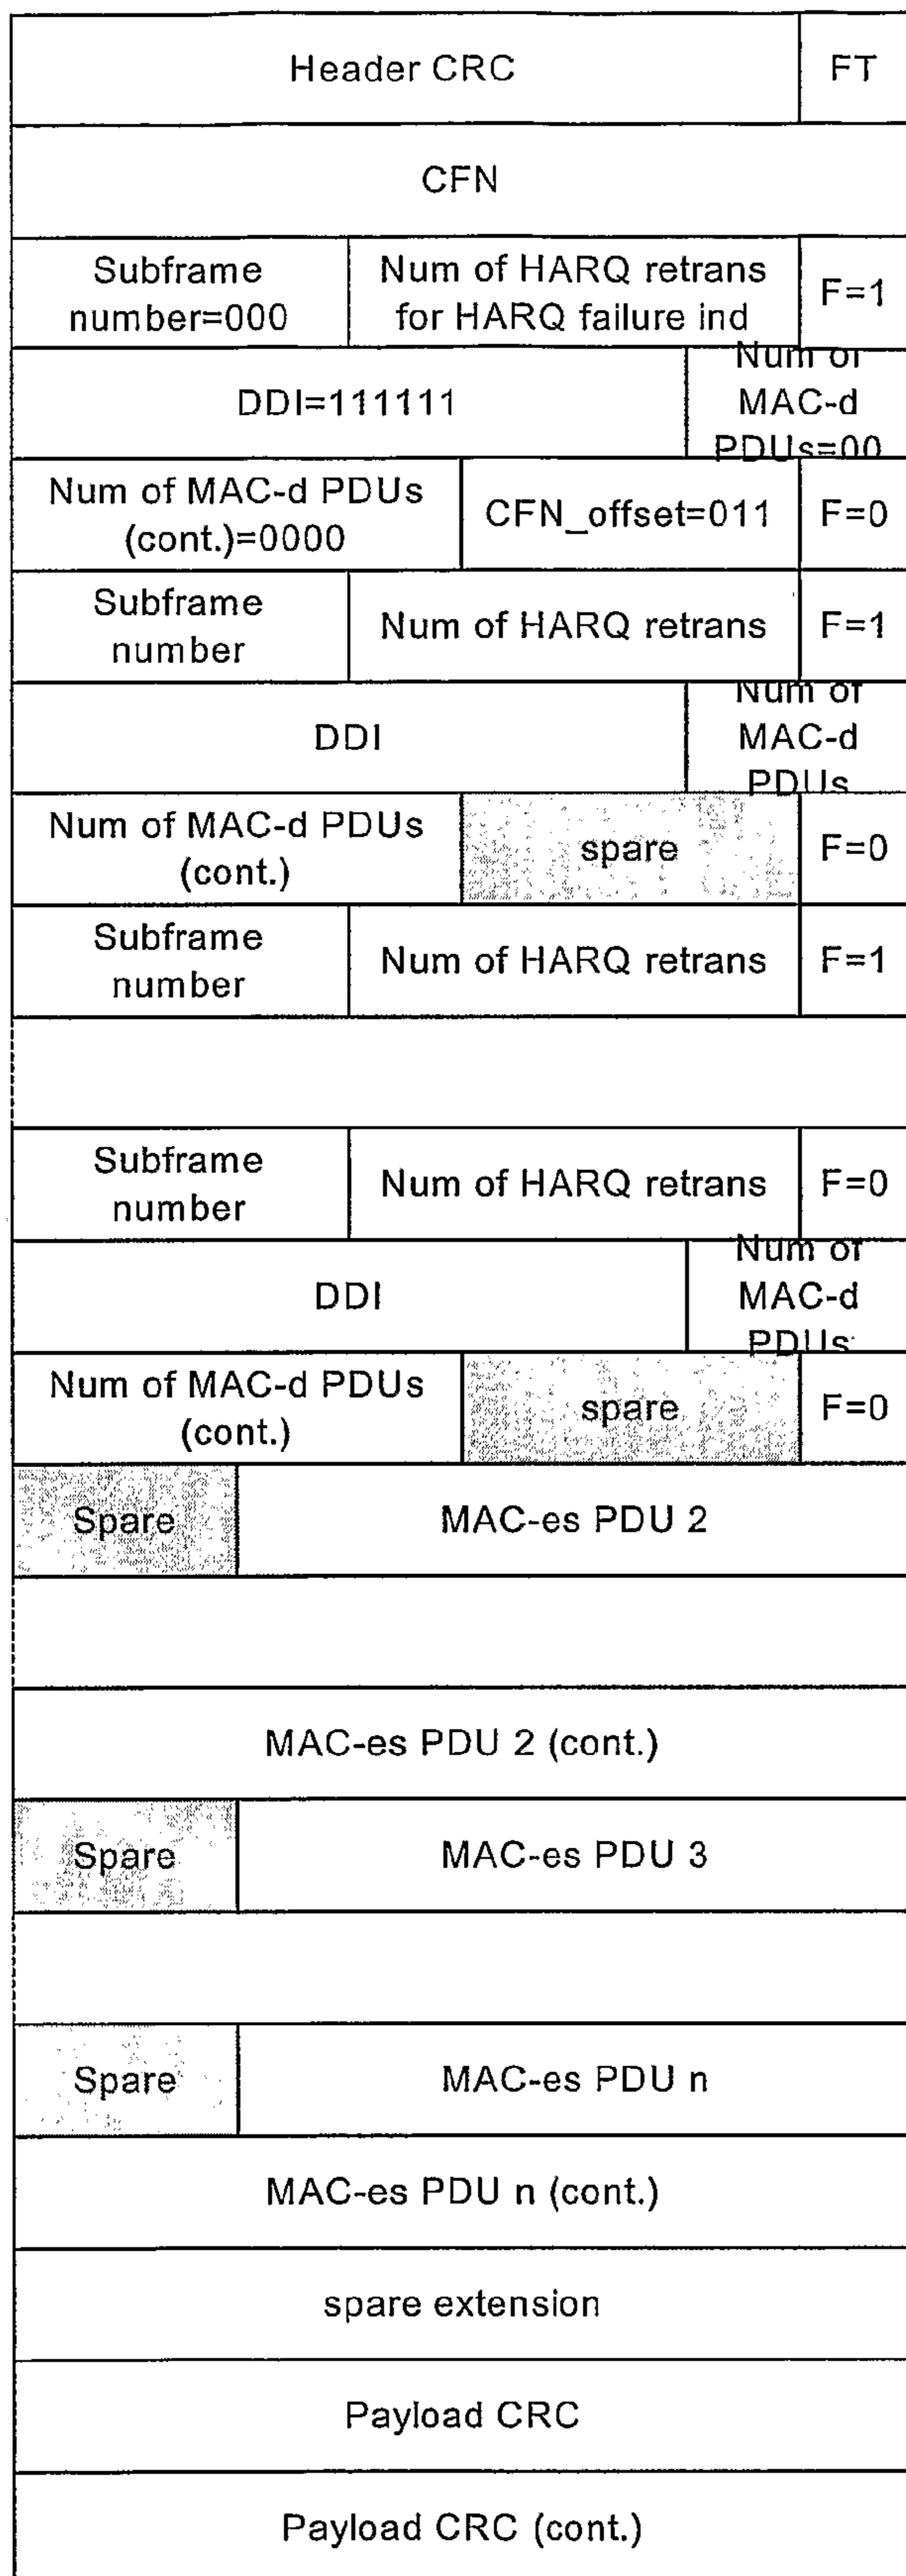 Header CRC FT
CFN
Subframe
number=000
Num of HARQ retrans
for HARQ failure ind
F=1
DDI=111111
Num of
MAC-d
PDUs=00
Num of MAC-d PDUs
(cont.)=0000
CFN_offset=011
F=0
Subframe
number
Num of HARQ retrans
F=1
DDI
Num of
MAC-d
PDUs
Num of MAC-d PDUs
(cont.)
spare
F=0
Subframe
number
Num of HARQ retrans
F=1
Subframe
number
Num of HARQ retrans
F=0
DDI
Num of
MAC-d
PDUs
Num of MAC-d PDUs
(cont.)
spare
F=0
Spare MAC-es PDU 2
MAC-es PDU 2 (cont.)
Spare MAC-es PDU 3
Spare MAC-es PDU n
MAC-es PDU n (cont.)
spare extension
Payload CRC
Payload CRC (cont.)